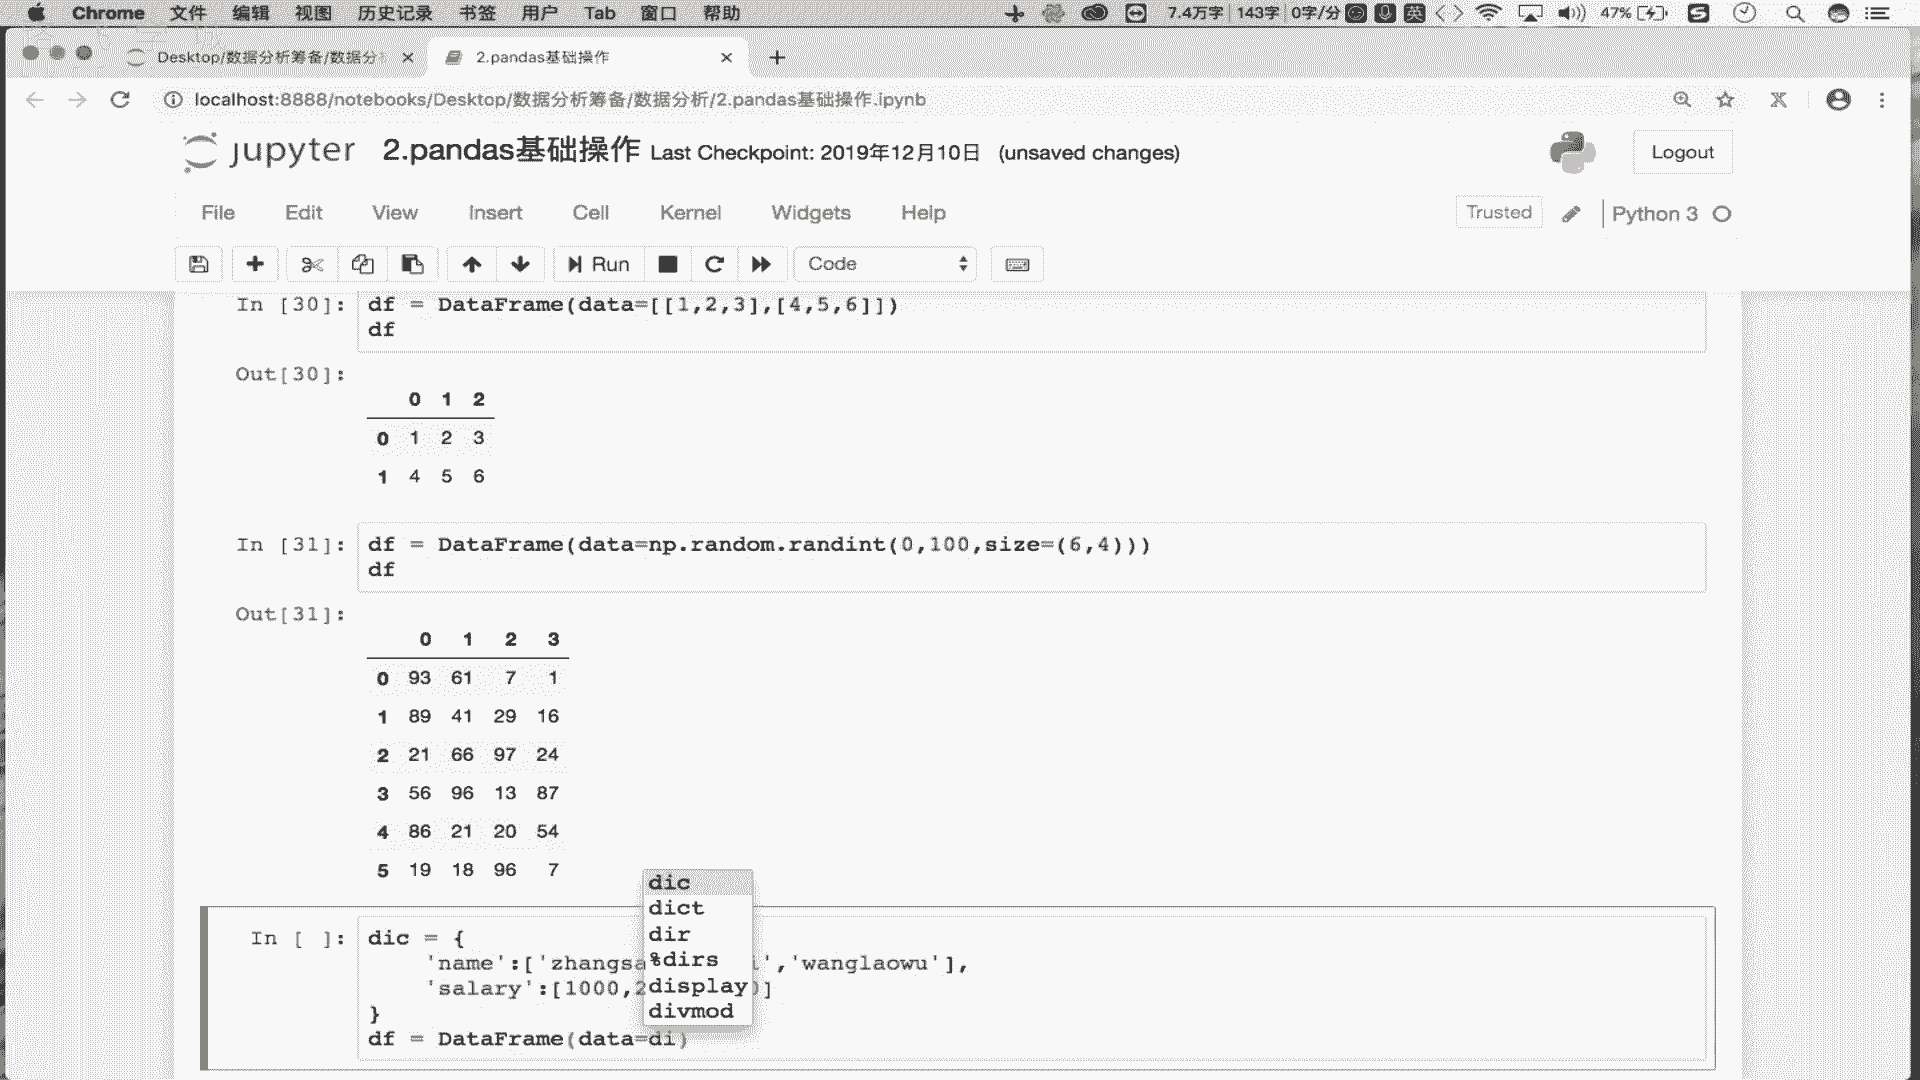 Chrome 文件 编辑 视图 历史记录 书签 用户 Tab 窗口 帮助 7.4万字 143字 0字/分 英 47%
Desktop/数据分析筹备/数据分 2.pandas基础操作
localhost:8888/notebooks/Desktop/数据分析筹备/数据分析/2.pandas基础操作.ipynb
jupyter 2.pandas基础操作 Last Checkpoint: 2019年12月10日 (unsaved changes) Logout
File Edit View Insert Cell Kernel Widgets Help Trusted Python 3
Run Code
In [30]: df = DataFrame(data=[[1,2,3],[4,5,6]])
df
Out[30]:
0 1 2
0 1 2 3
1 4 5 6
In [31]: df = DataFrame(data=np.random.randint(0,100,size=(6,4)))
df
Out[31]:
0 1 2 3
0 93 61 7 1
1 89 41 29 16
2 21 66 97 24
3 56 96 13 87
4 86 21 20 54
5 19 18 96 7
dic
dict
dir
%dirs
display
divmod
In [ ]: dic = {
'name':['zhangsa ','wanglaowu'],
'salary':[1000,2 ]
}
df = DataFrame(data=di)